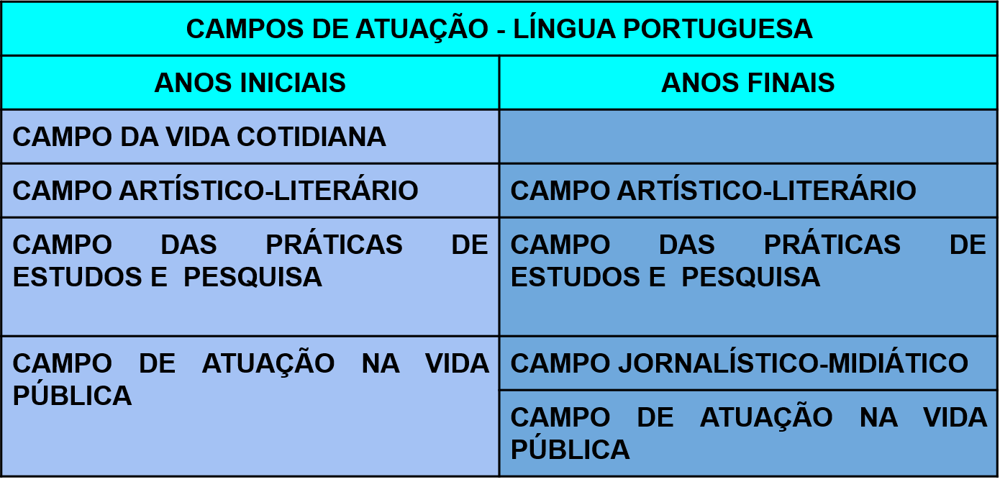 CAMPOS DE ATUAÇÃO - LÍNGUA PORTUGUESA
ANOS INICIAIS
ANOS FINAIS
CAMPO DA VIDA COTIDIANA
CAMPO ARTÍSTICO-LITERÁRIO
CAMPO ARTÍSTICO-LITERÁRIO
CAMPO DAS PRÁTICAS DE
ESTUDOS E PESQUISA
CAMPO DAS PRÁTICAS DE
ESTUDOS E PESQUISA
CAMPO DE ATUAÇÃO NA VIDA
PÚBLICA
CAMPO JORNALÍSTICO-MIDIÁTICO
CAMPO DE ATUAÇÃO NA VIDA
PÚBLICA